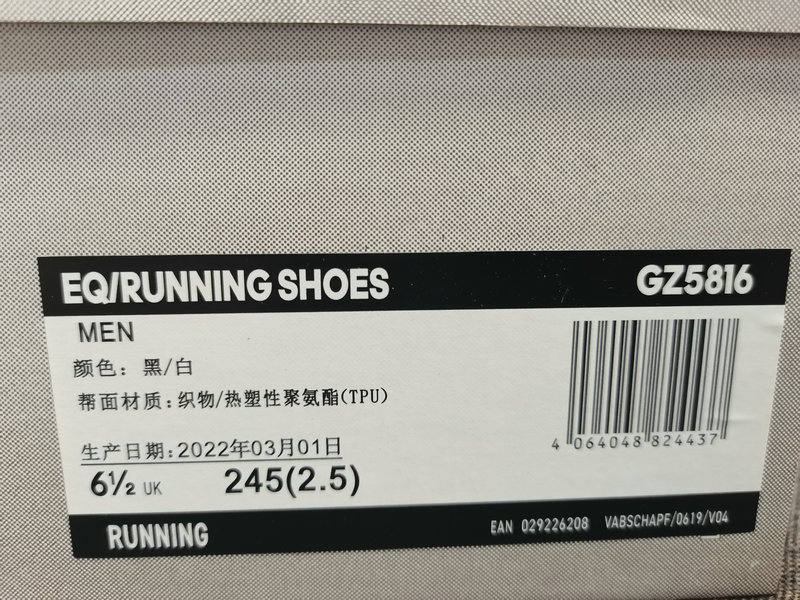 EQ/RUNNING SHOES GZ5816
MEN
颜色：黑/白
帮面材质：织物/热塑性聚氨酯(TPU)
生产日期：2022年03月01日
6½ UK 245(2.5)
4 064048 824437
RUNNING EAN 029226208 VABSCHAPF/0619/V04